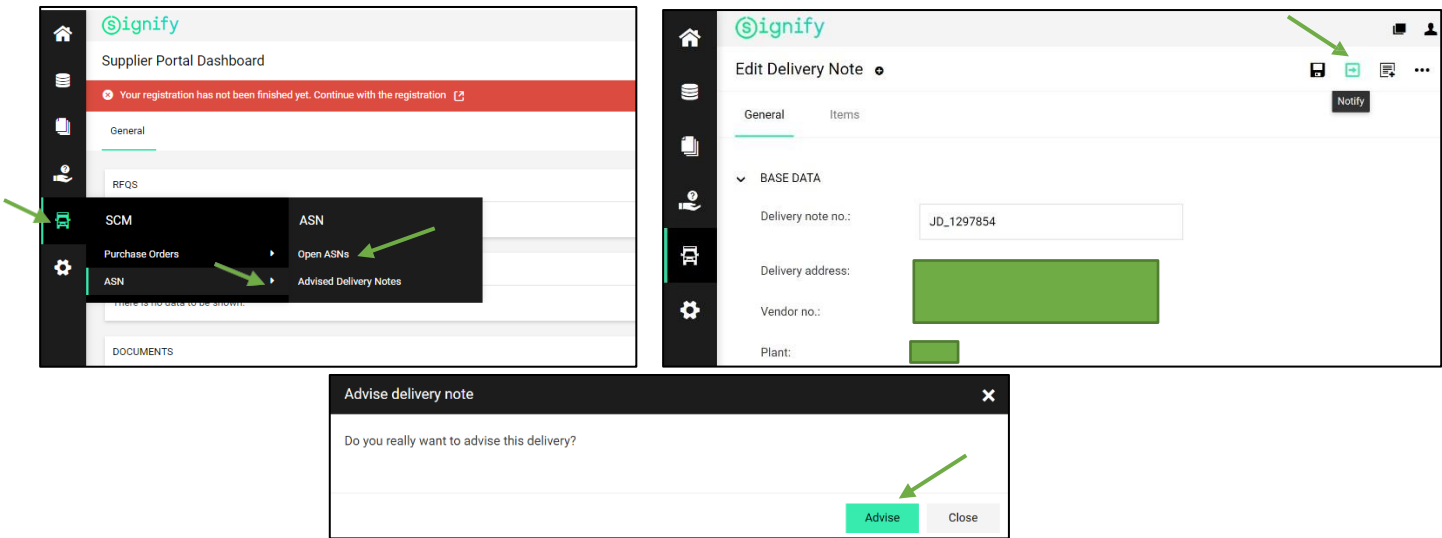 Signify
Supplier Portal Dashboard
Your registration has not been finished yet. Continue with the registration
General
RFQS
SCM
Purchase Orders
ASN
ASN
Open ASNs
Advised Delivery Notes
There is no data to be shown.
DOCUMENTS
Signify
Edit Delivery Note
Notify
General Items
BASE DATA
Delivery note no.: JD_1297854
Delivery address:
Vendor no.:
Plant:
Advise delivery note
Do you really want to advise this delivery?
Advise Close